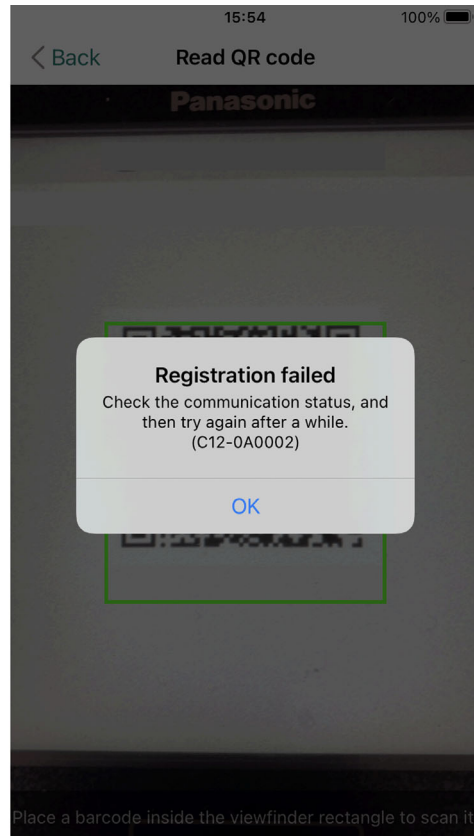 15:54
100%
Back
Read QR code
Panasonic
Registration failed
Check the communication status, and
then try again after a while.
(C12-0A0002)
OK
Place a barcode inside the viewfinder rectangle to scan it